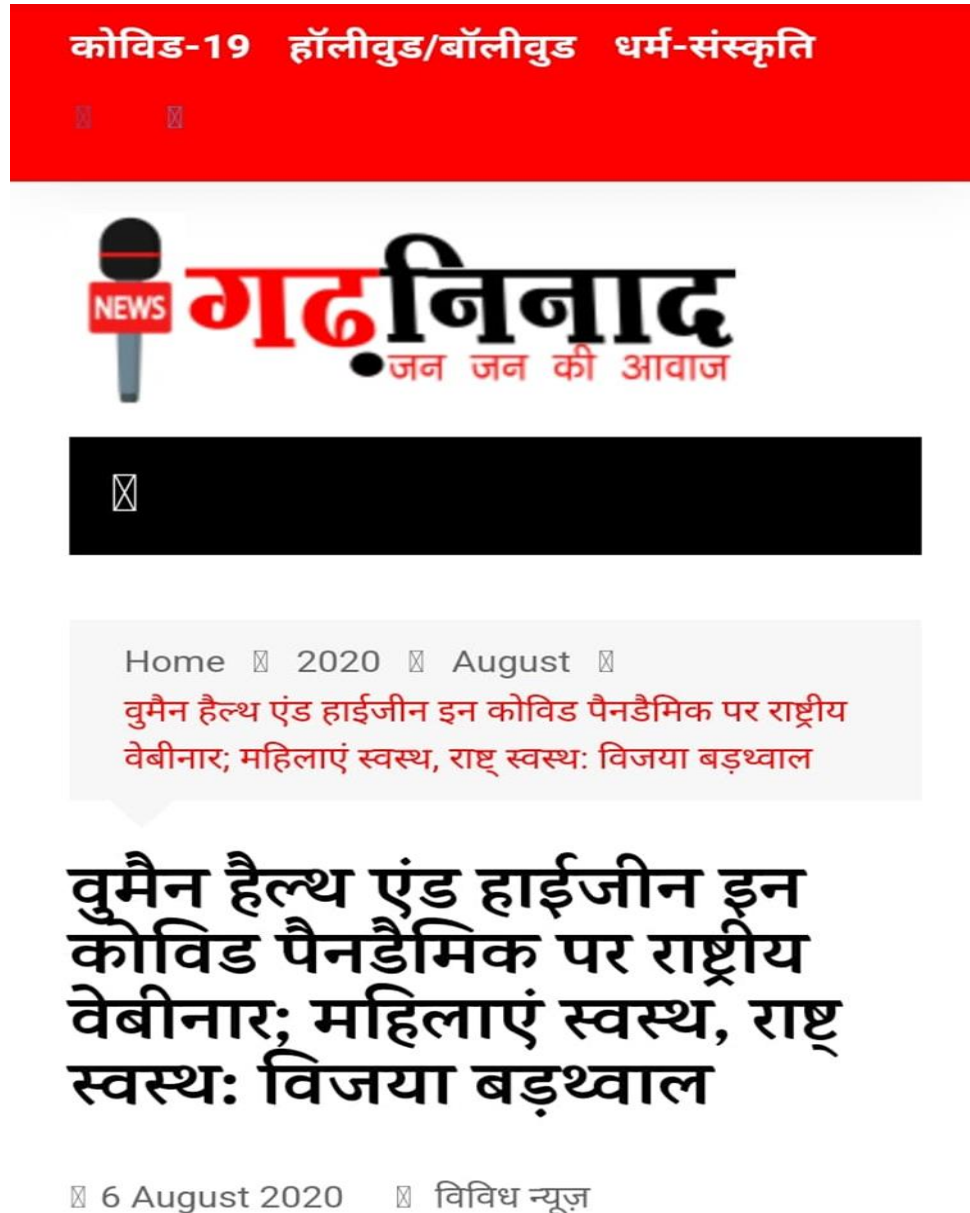 कोविड-19 हॉलीवुड/बॉलीवुड धर्म-संस्कृति
NEWS
गढ़निनाद
जन जन की आवाज
Home 2020 August
वुमैन हैल्थ एंड हाईजीन इन कोविड पैनडैमिक पर राष्ट्रीय
वेबीनार; महिलाएं स्वस्थ, राष्ट् स्वस्थ: विजया बड़थ्वाल
वुमैन हैल्थ एंड हाईजीन इन
कोविड पैनडैमिक पर राष्ट्रीय
वेबीनार; महिलाएं स्वस्थ, राष्ट्
स्वस्थ: विजया बड़थ्वाल
6 August 2020 विविध न्यूज़